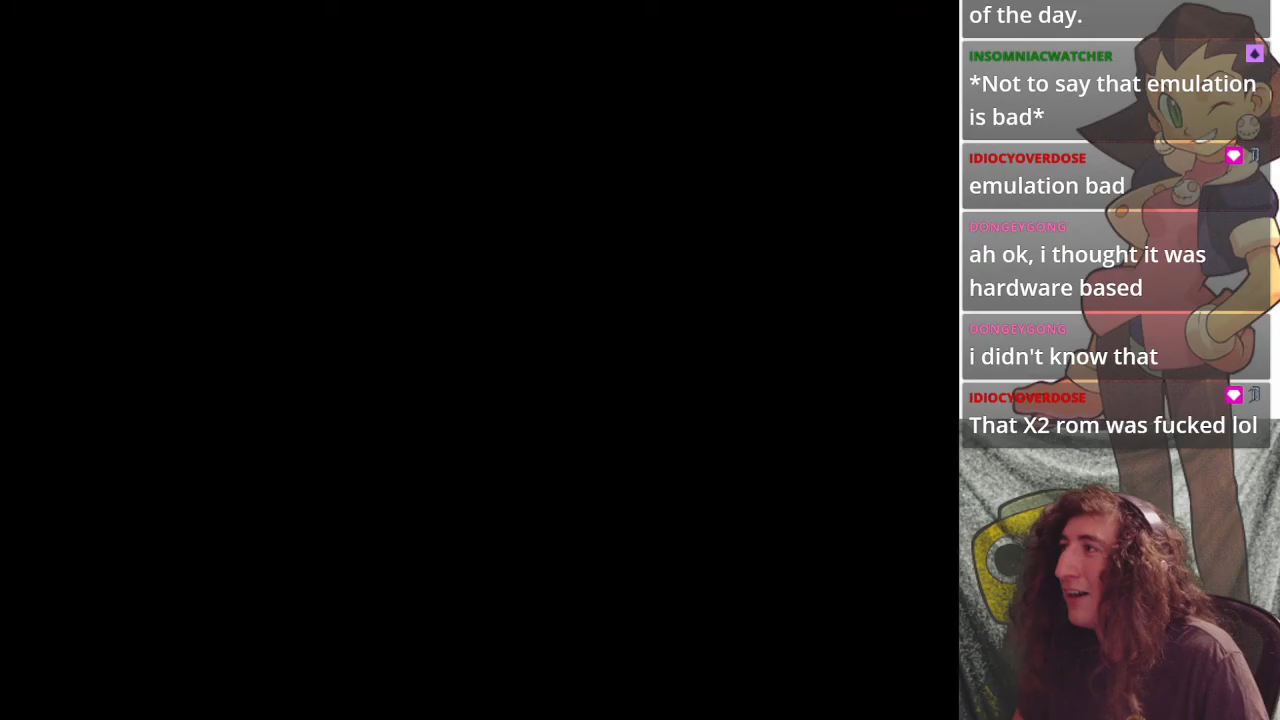 of the day.
INSOMNIACWATCHER
*Not to say that emulation
is bad*
IDIOCYOVERDOSE
emulation bad
DONGEYGONG
ah ok, i thought it was
hardware based
DONGEYGONG
i didn't know that
IDIOCYOVERDOSE
That X2 rom was fucked lol